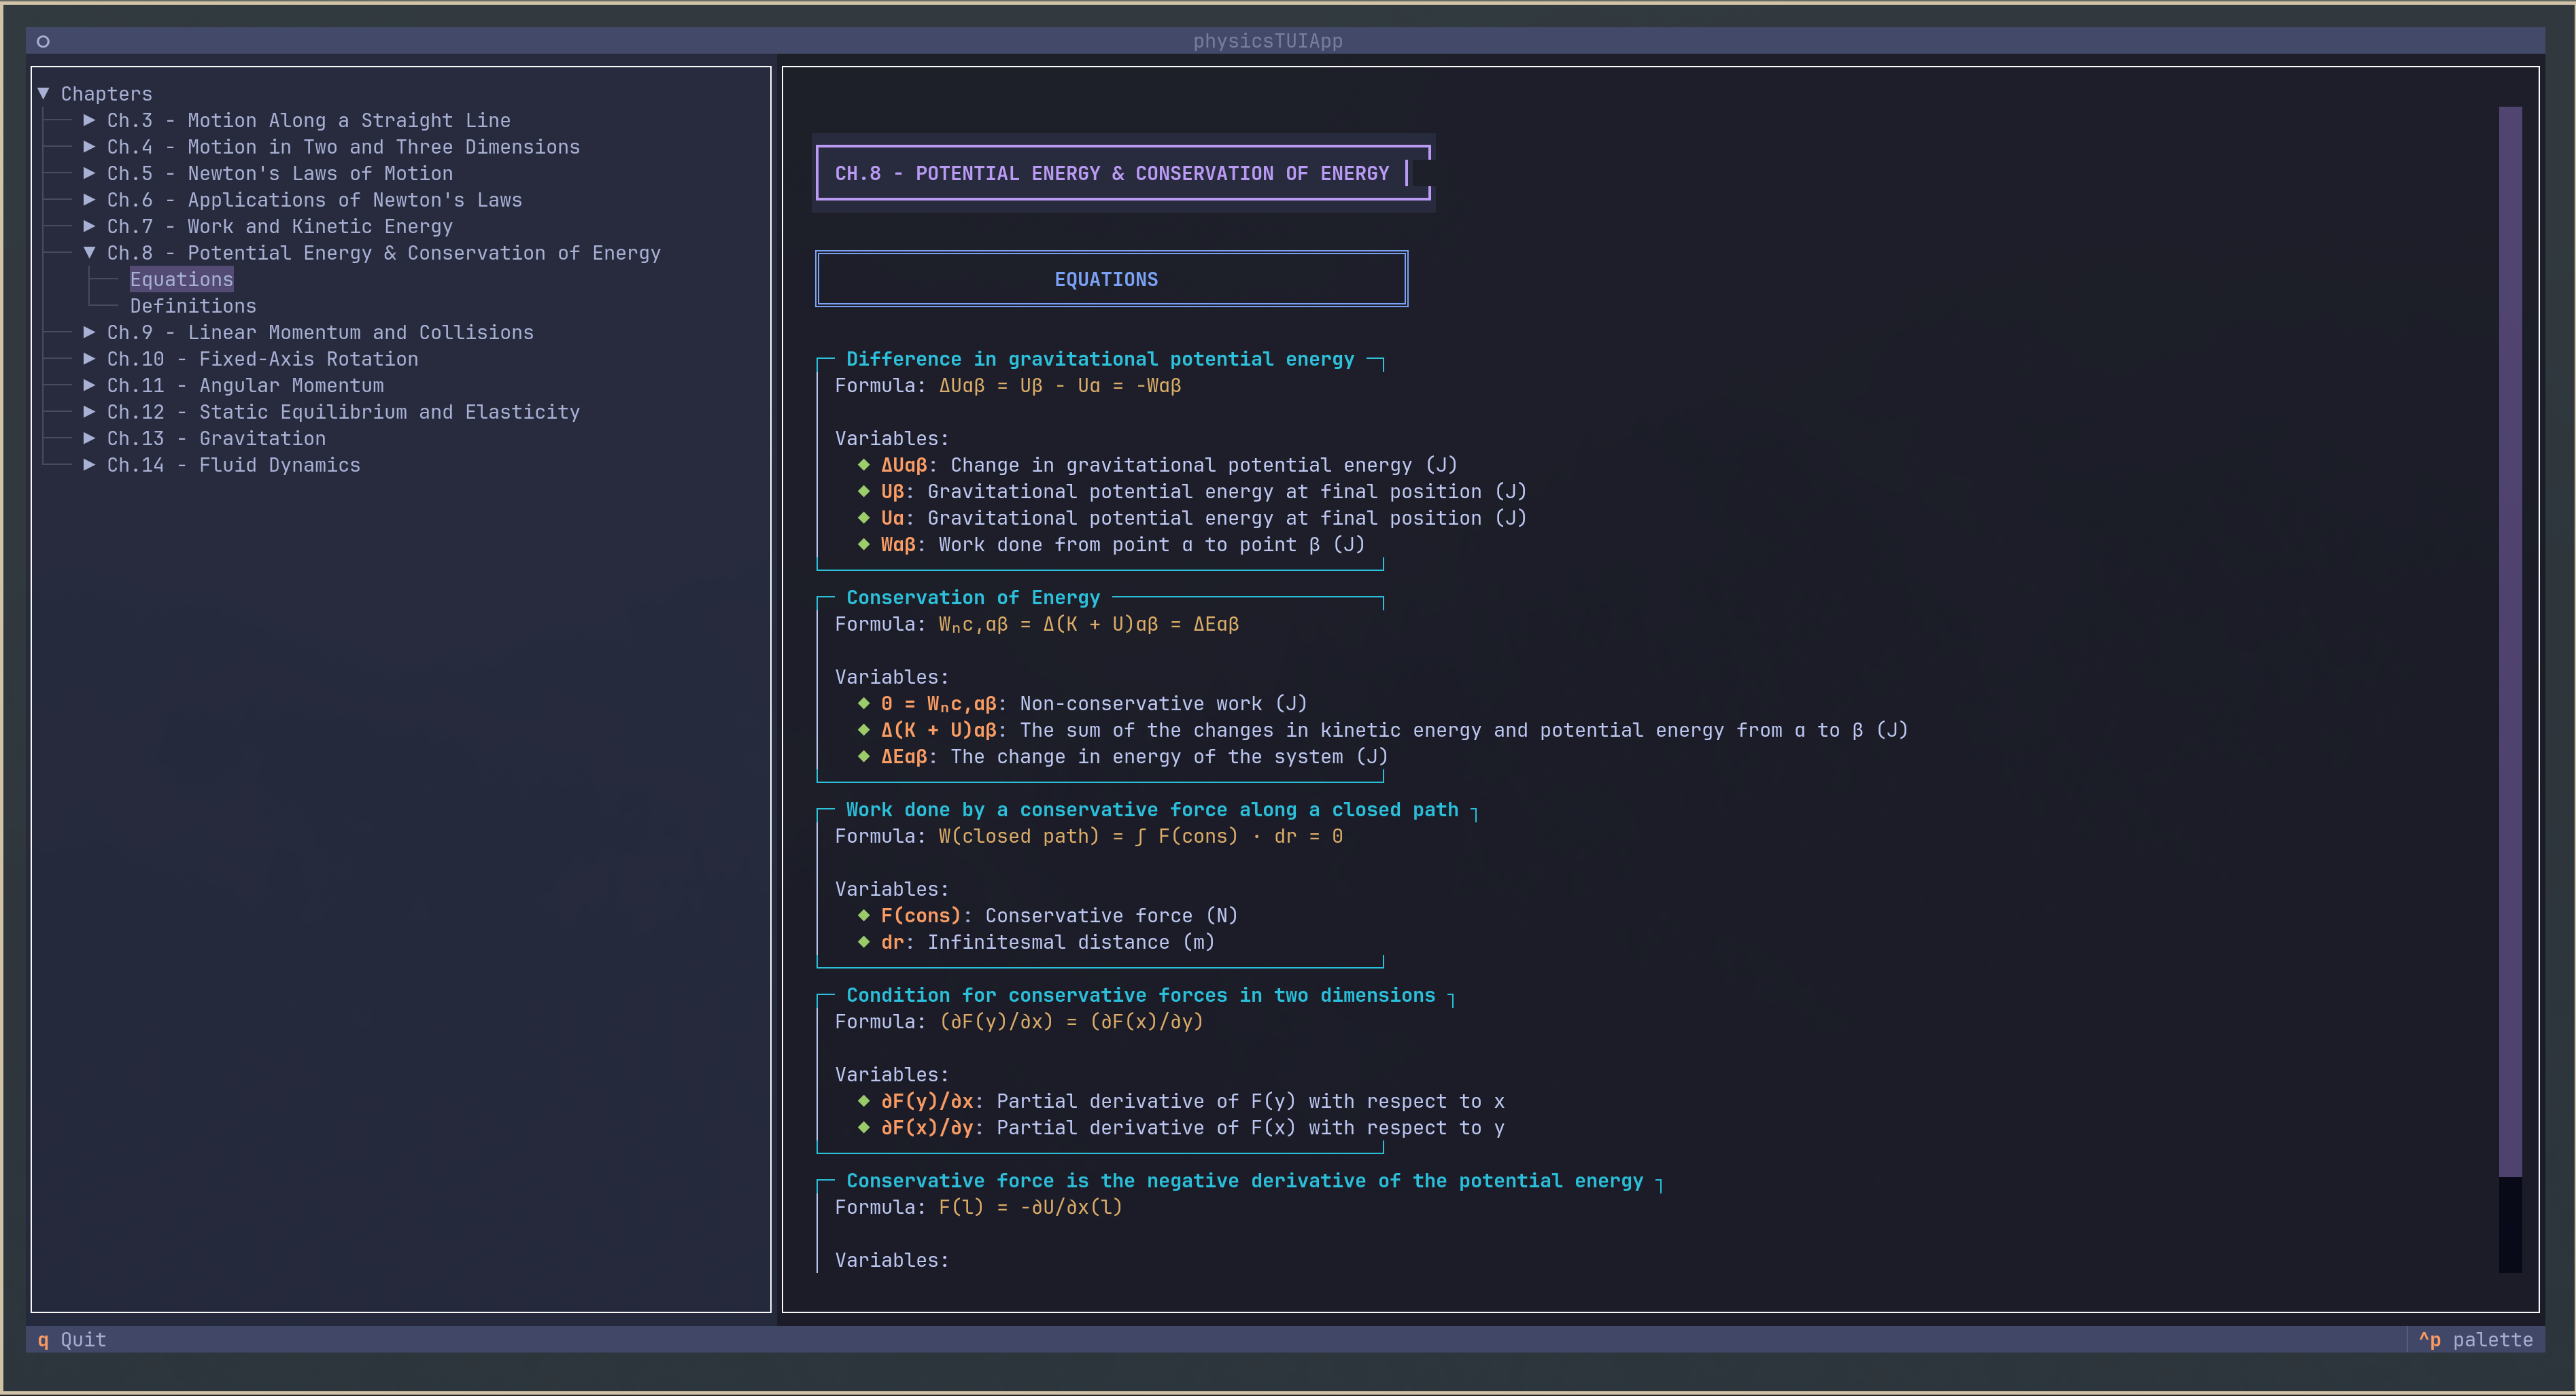 physicsTUIApp
▼ Chapters
▶ Ch.3 - Motion Along a Straight Line
▶ Ch.4 - Motion in Two and Three Dimensions
▶ Ch.5 - Newton's Laws of Motion
▶ Ch.6 - Applications of Newton's Laws
▶ Ch.7 - Work and Kinetic Energy
▼ Ch.8 - Potential Energy & Conservation of Energy
Equations
Definitions
▶ Ch.9 - Linear Momentum and Collisions
▶ Ch.10 - Fixed-Axis Rotation
▶ Ch.11 - Angular Momentum
▶ Ch.12 - Static Equilibrium and Elasticity
▶ Ch.13 - Gravitation
▶ Ch.14 - Fluid Dynamics
CH.8 - POTENTIAL ENERGY & CONSERVATION OF ENERGY
EQUATIONS
Difference in gravitational potential energy
Formula: ΔUαβ = Uβ - Uα = -Wαβ
Variables:
◆ ΔUαβ: Change in gravitational potential energy (J)
◆ Uβ: Gravitational potential energy at final position (J)
◆ Uα: Gravitational potential energy at final position (J)
◆ Wαβ: Work done from point α to point β (J)
Conservation of Energy
Formula: Wₙc,αβ = Δ(K + U)αβ = ΔEαβ
Variables:
◆ 0 = Wₙc,αβ: Non-conservative work (J)
◆ Δ(K + U)αβ: The sum of the changes in kinetic energy and potential energy from α to β (J)
◆ ΔEαβ: The change in energy of the system (J)
Work done by a conservative force along a closed path
Formula: W(closed path) = ∫ F(cons) · dr = 0
Variables:
◆ F(cons): Conservative force (N)
◆ dr: Infinitesmal distance (m)
Condition for conservative forces in two dimensions
Formula: (∂F(y)/∂x) = (∂F(x)/∂y)
Variables:
◆ ∂F(y)/∂x: Partial derivative of F(y) with respect to x
◆ ∂F(x)/∂y: Partial derivative of F(x) with respect to y
Conservative force is the negative derivative of the potential energy
Formula: F(l) = -∂U/∂x(l)
Variables:
q Quit
^p palette